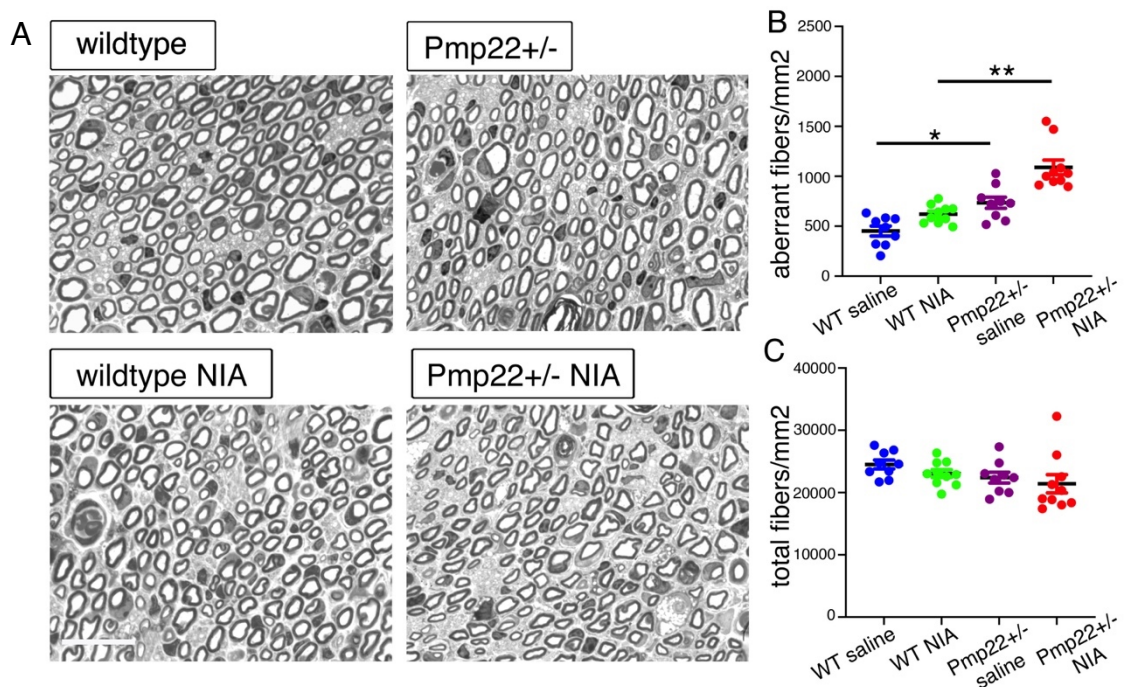 A
wildtype
Pmp22+/-
wildtype NIA
Pmp22+/- NIA
B
aberrant fibers/mm2
2500
2000
1500
1000
500
0
**
*
WT saline
WT NIA
Pmp22+/-
saline
Pmp22+/-
NIA
C
total fibers/mm2
40000
30000
20000
10000
0
WT saline
WT NIA
Pmp22+/-
saline
Pmp22+/-
NIA